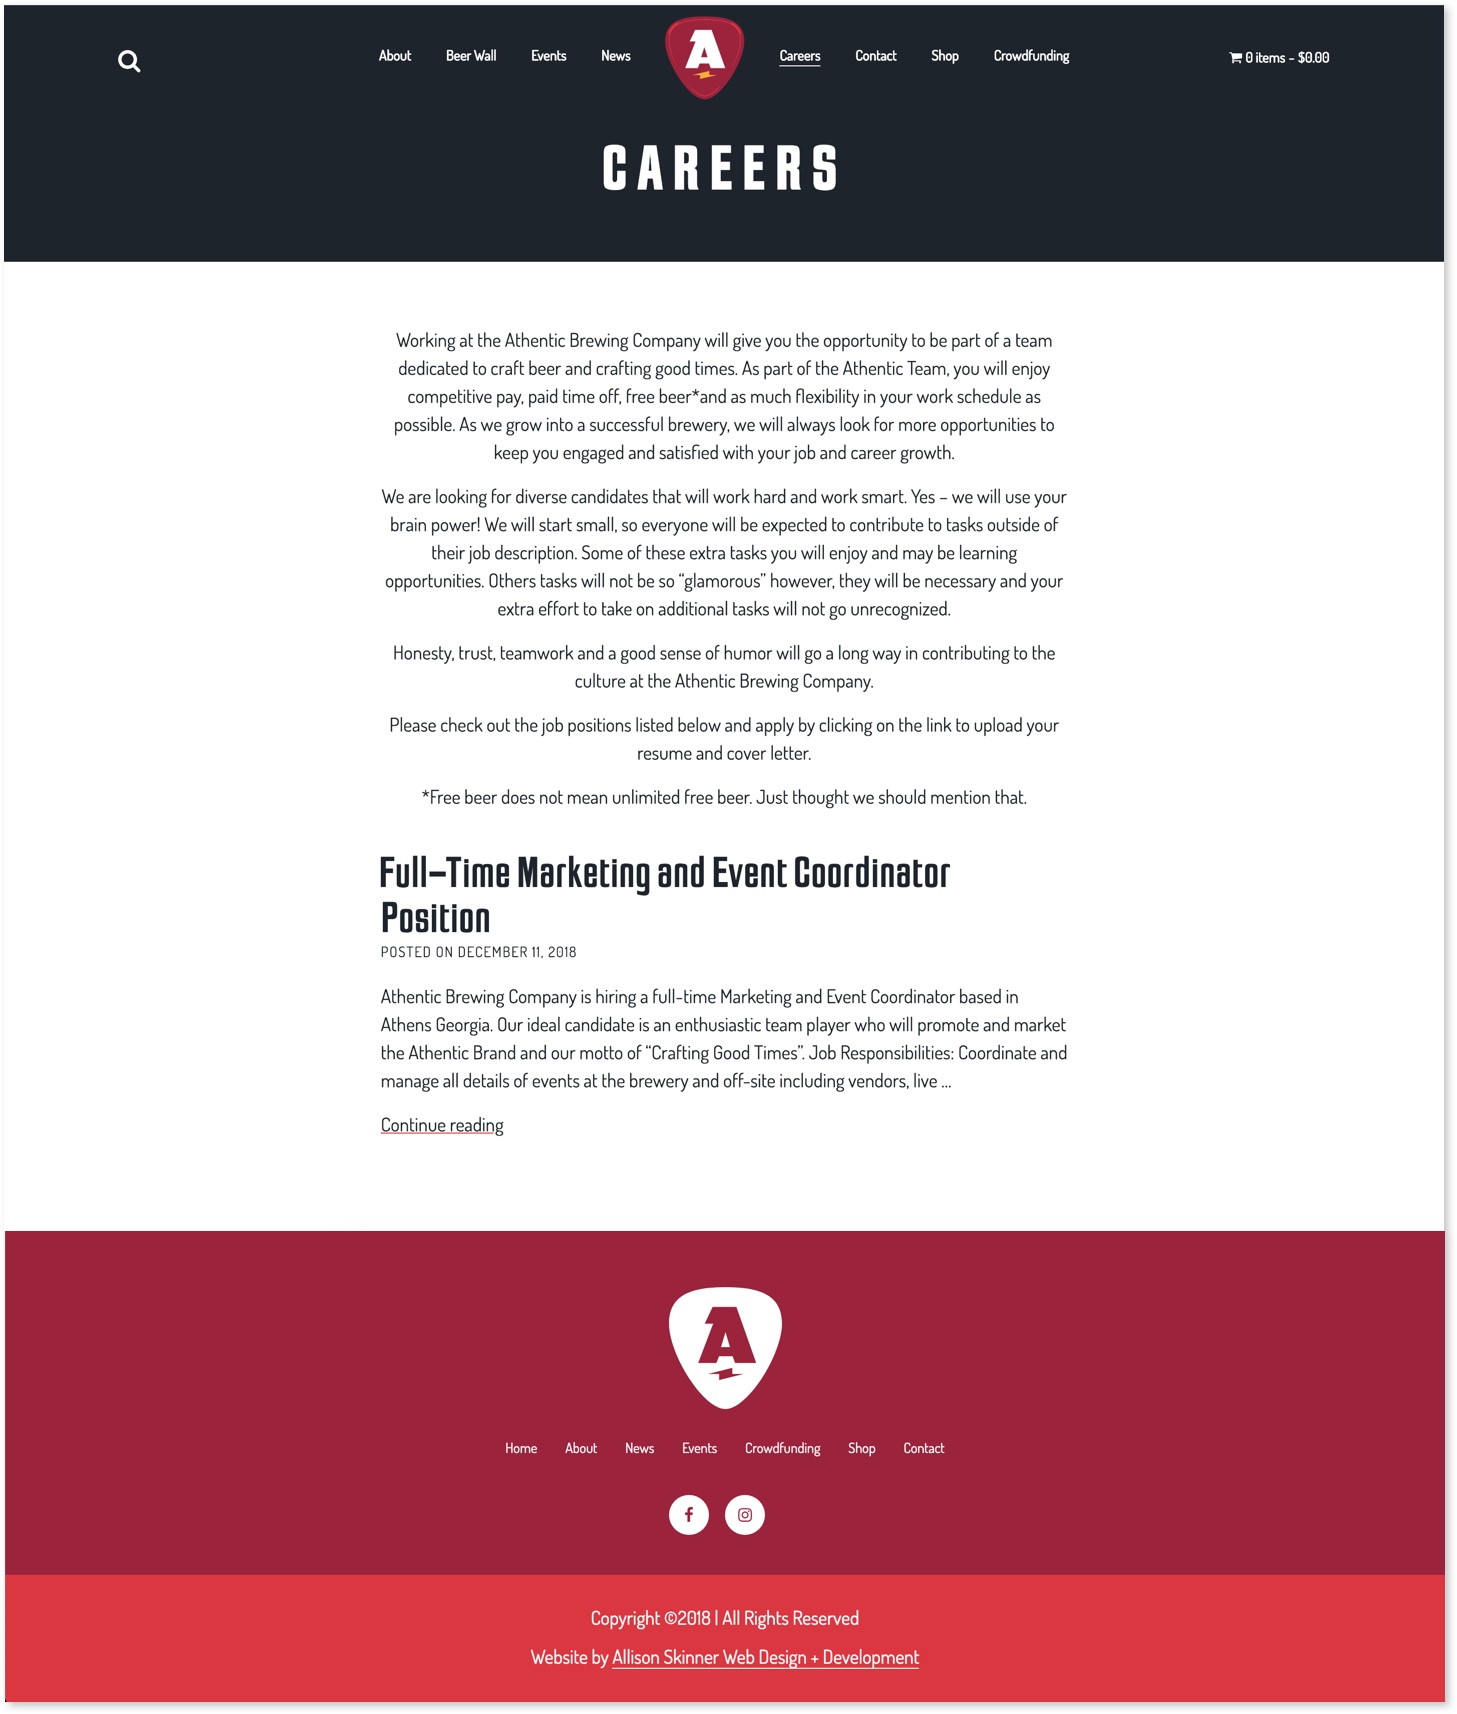 About Beer Wall Events News A Careers Contact Shop Crowdfunding 0 items - $0.00
CAREERS
Working at the Athentic Brewing Company will give you the opportunity to be part of a team
dedicated to craft beer and crafting good times. As part of the Athentic Team, you will enjoy
competitive pay, paid time off, free beer*and as much flexibility in your work schedule as
possible. As we grow into a successful brewery, we will always look for more opportunities to
keep you engaged and satisfied with your job and career growth.
We are looking for diverse candidates that will work hard and work smart. Yes – we will use your
brain power! We will start small, so everyone will be expected to contribute to tasks outside of
their job description. Some of these extra tasks you will enjoy and may be learning
opportunities. Others tasks will not be so “glamorous” however, they will be necessary and your
extra effort to take on additional tasks will not go unrecognized.
Honesty, trust, teamwork and a good sense of humor will go a long way in contributing to the
culture at the Athentic Brewing Company.
Please check out the job positions listed below and apply by clicking on the link to upload your
resume and cover letter.
*Free beer does not mean unlimited free beer. Just thought we should mention that.
Full–Time Marketing and Event Coordinator
Position
POSTED ON DECEMBER 11, 2018
Athentic Brewing Company is hiring a full-time Marketing and Event Coordinator based in
Athens Georgia. Our ideal candidate is an enthusiastic team player who will promote and market
the Athentic Brand and our motto of “Crafting Good Times”. Job Responsibilities: Coordinate and
manage all details of events at the brewery and off-site including vendors, live ...
Continue reading
A
Home About News Events Crowdfunding Shop Contact
Copyright ©2018 | All Rights Reserved
Website by Allison Skinner Web Design + Development